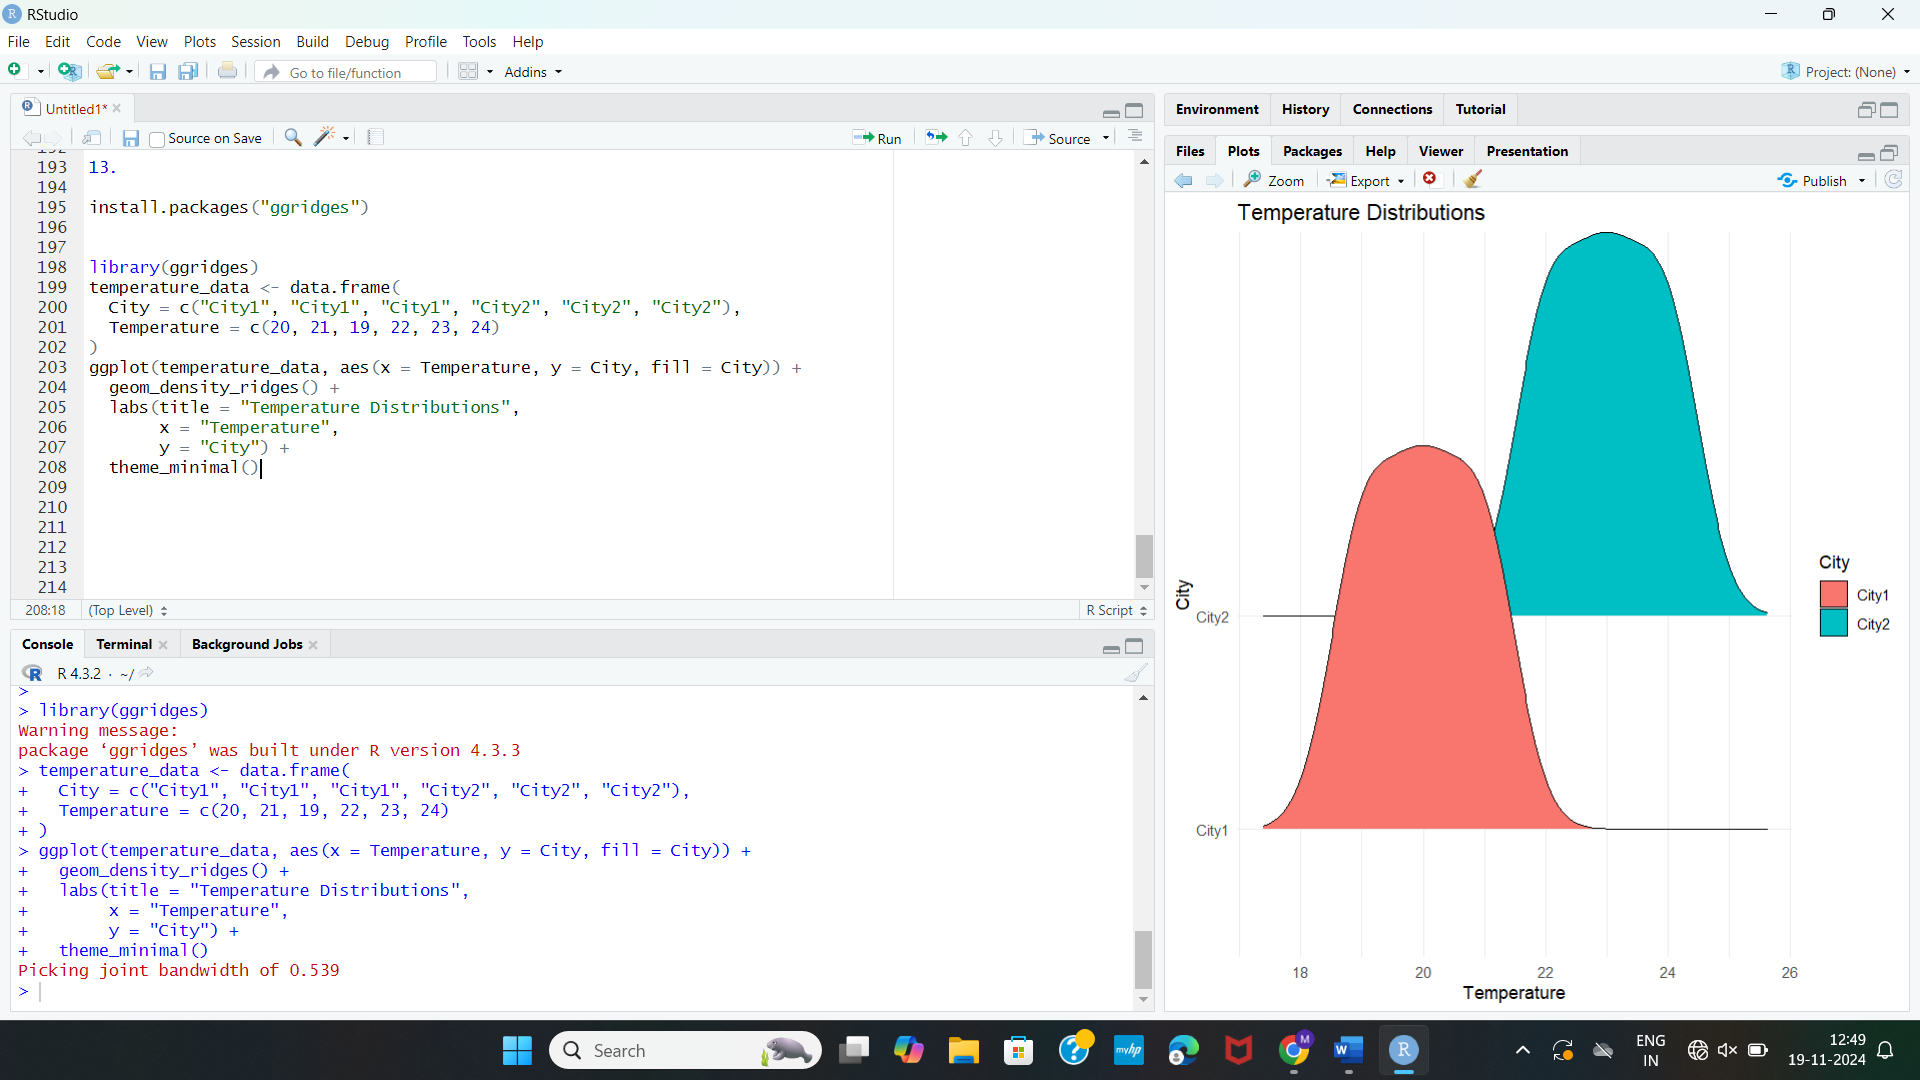 RStudio
File Edit Code View Plots Session Build Debug Profile Tools Help
Go to file/function Addins Project: (None)
Untitled1*
Source on Save Run Source
193 13.
194
195 install.packages("ggridges")
196
197
198 library(ggridges)
199 temperature_data <- data.frame(
200 City = c("City1", "City1", "City1", "City2", "City2", "City2"),
201 Temperature = c(20, 21, 19, 22, 23, 24)
202 )
203 ggplot(temperature_data, aes(x = Temperature, y = City, fill = City)) +
204 geom_density_ridges() +
205 labs(title = "Temperature Distributions",
206 x = "Temperature",
207 y = "City") +
208 theme_minimal()
209
210
211
212
213
214
208:18 (Top Level) R Script
Console Terminal Background Jobs
R 4.3.2 · ~/
>
> library(ggridges)
Warning message:
package ‘ggridges’ was built under R version 4.3.3
> temperature_data <- data.frame(
+ City = c("City1", "City1", "City1", "City2", "City2", "City2"),
+ Temperature = c(20, 21, 19, 22, 23, 24)
+ )
> ggplot(temperature_data, aes(x = Temperature, y = City, fill = City)) +
+ geom_density_ridges() +
+ labs(title = "Temperature Distributions",
+ x = "Temperature",
+ y = "City") +
+ theme_minimal()
Picking joint bandwidth of 0.539
>
Environment History Connections Tutorial
Files Plots Packages Help Viewer Presentation
Zoom Export Publish
Temperature Distributions
City
City2
City1
18 20 22 24 26
Temperature
City
City1
City2
Search
myhp
M
W
R
ENG
IN
12:49
19-11-2024